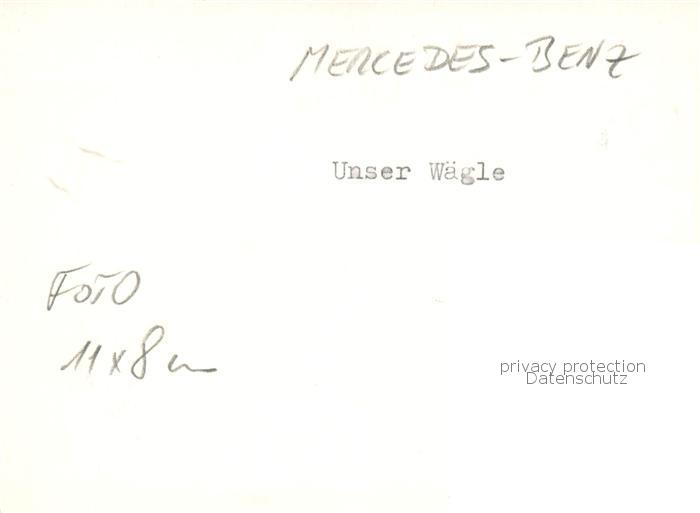 MERCEDES-BENZ
Unser Wägle
FOTO
11x8 cm
privacy protection
Datenschutz